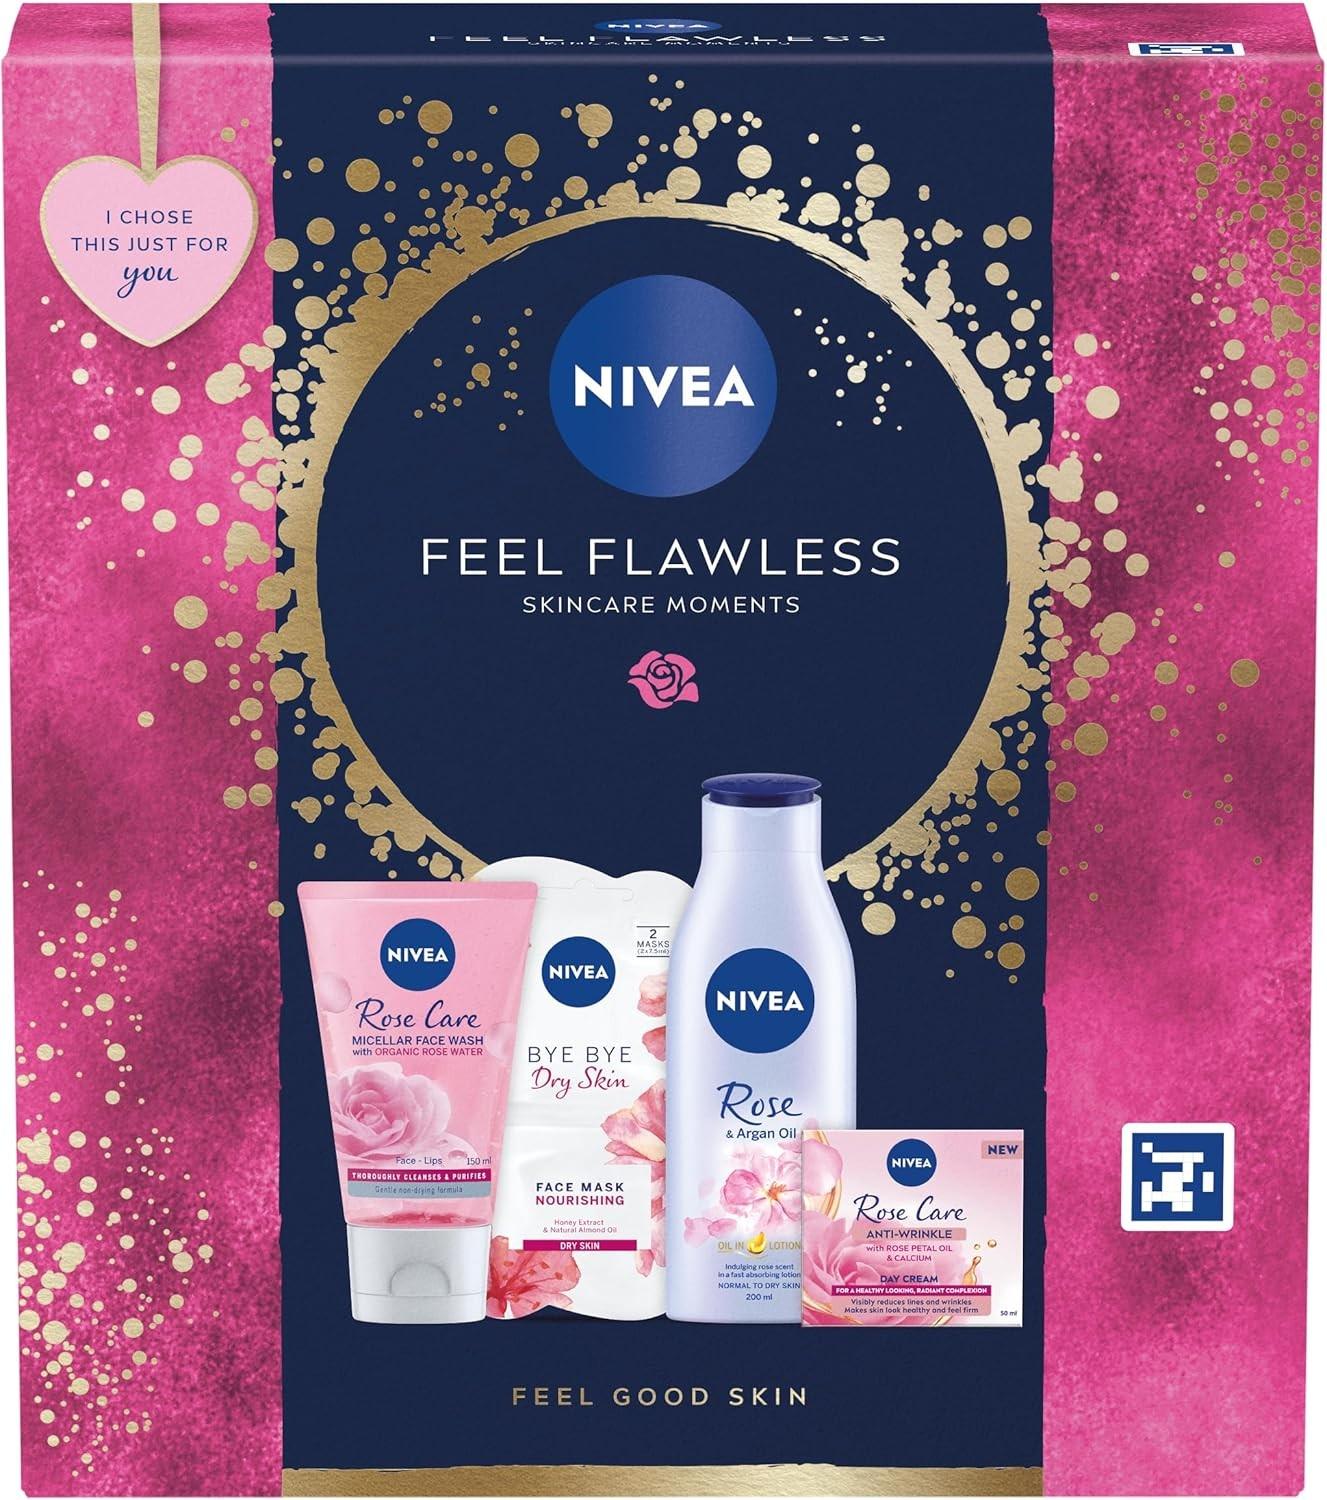 NIVEA
FEEL FLAWLESS
SKINCARE MOMENTS
I CHOSE
THIS JUST FOR
you
NIVEA
FEEL FLAWLESS
SKINCARE MOMENTS
NIVEA
Rose Care
MICELLAR FACE WASH
with ORGANIC ROSE WATER
Face - Lips 150 ml
THOROUGHLY CLEANSES & PURIFIES
Gentle non-drying formula
2
MASKS
(2x7.5ml)
NIVEA
BYE BYE
Dry Skin
FACE MASK
NOURISHING
Honey Extract
& Natural Almond Oil
DRY SKIN
NIVEA
Rose
& Argan Oil
OIL IN LOTION
Indulging rose scent
in a fast absorbing lotion
NORMAL TO DRY SKIN
200 ml
NIVEA
NEW
Rose Care
ANTI-WRINKLE
with ROSE PETAL OIL
& CALCIUM
DAY CREAM
FOR A HEALTHY LOOKING, RADIANT COMPLEXION
Visibly reduces lines and wrinkles
Makes skin look healthy and feel firm
50 ml
FEEL GOOD SKIN